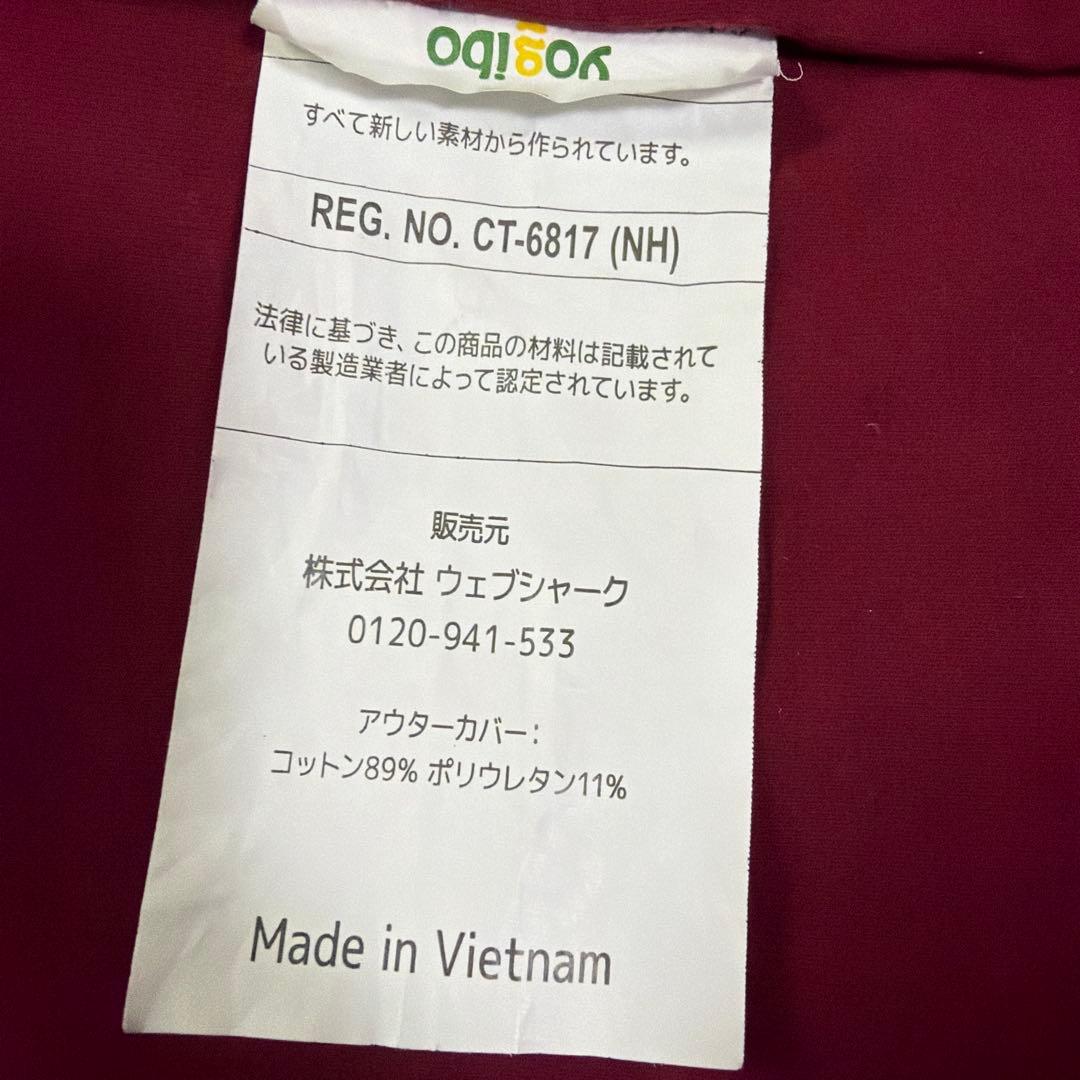 yogibo
すべて新しい素材から作られています。
REG. NO. CT-6817 (NH)
法律に基づき、この商品の材料は記載されて
いる製造業者によって認定されています。
販売元
株式会社 ウェブシャーク
0120-941-533
アウターカバー:
コットン89% ポリウレタン11%
Made in Vietnam